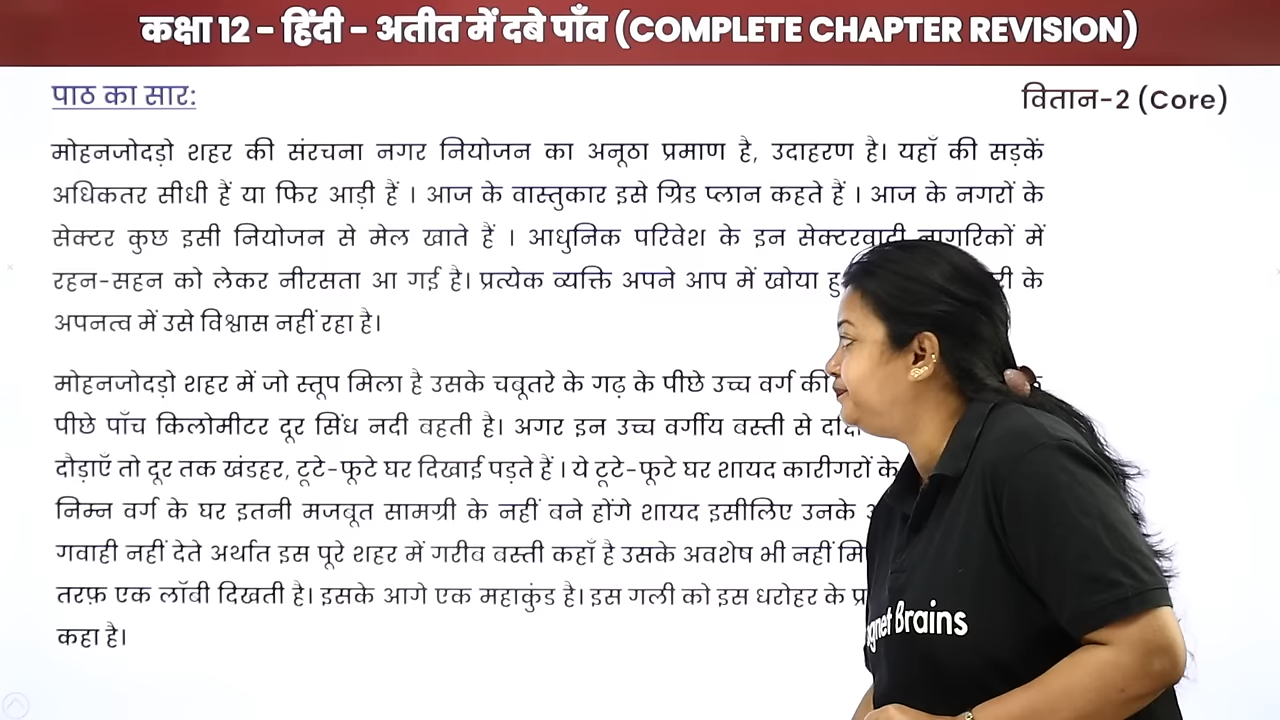 कक्षा 12 - हिंदी - अतीत में दबे पाँव (COMPLETE CHAPTER REVISION)
पाठ का सार:
वितान-2 (Core)
मोहनजोदड़ो शहर की संरचना नगर नियोजन का अनूठा प्रमाण है, उदाहरण है। यहाँ की सड़कें
अधिकतर सीधी हैं या फिर आड़ी हैं । आज के वास्तुकार इसे ग्रिड प्लान कहते हैं । आज के नगरों के
सेक्टर कुछ इसी नियोजन से मेल खाते हैं । आधुनिक परिवेश के इन सेक्टरवादी नागरिकों में
रहन-सहन को लेकर नीरसता आ गई है। प्रत्येक व्यक्ति अपने आप में खोया के
अपनत्व में उसे विश्वास नहीं रहा है।
मोहनजोदड़ो शहर में जो स्तूप मिला है उसके चबूतरे के गढ़ के पीछे उच्च वर्ग की
पीछे पाँच किलोमीटर दूर सिंध नदी बहती है। अगर इन उच्च वर्गीय बस्ती से
दौड़ाएँ तो दूर तक खंडहर, टूटे-फूटे घर दिखाई पड़ते हैं । ये टूटे-फूटे घर शायद कारीगरों के
निम्न वर्ग के घर इतनी मजबूत सामग्री के नहीं बने होंगे शायद इसीलिए उनके
गवाही नहीं देते अर्थात इस पूरे शहर में गरीब बस्ती कहाँ है उसके अवशेष भी नहीं
तरफ़ एक लॉबी दिखती है। इसके आगे एक महाकुंड है। इस गली को इस धरोहर के
कहा है।
Brains